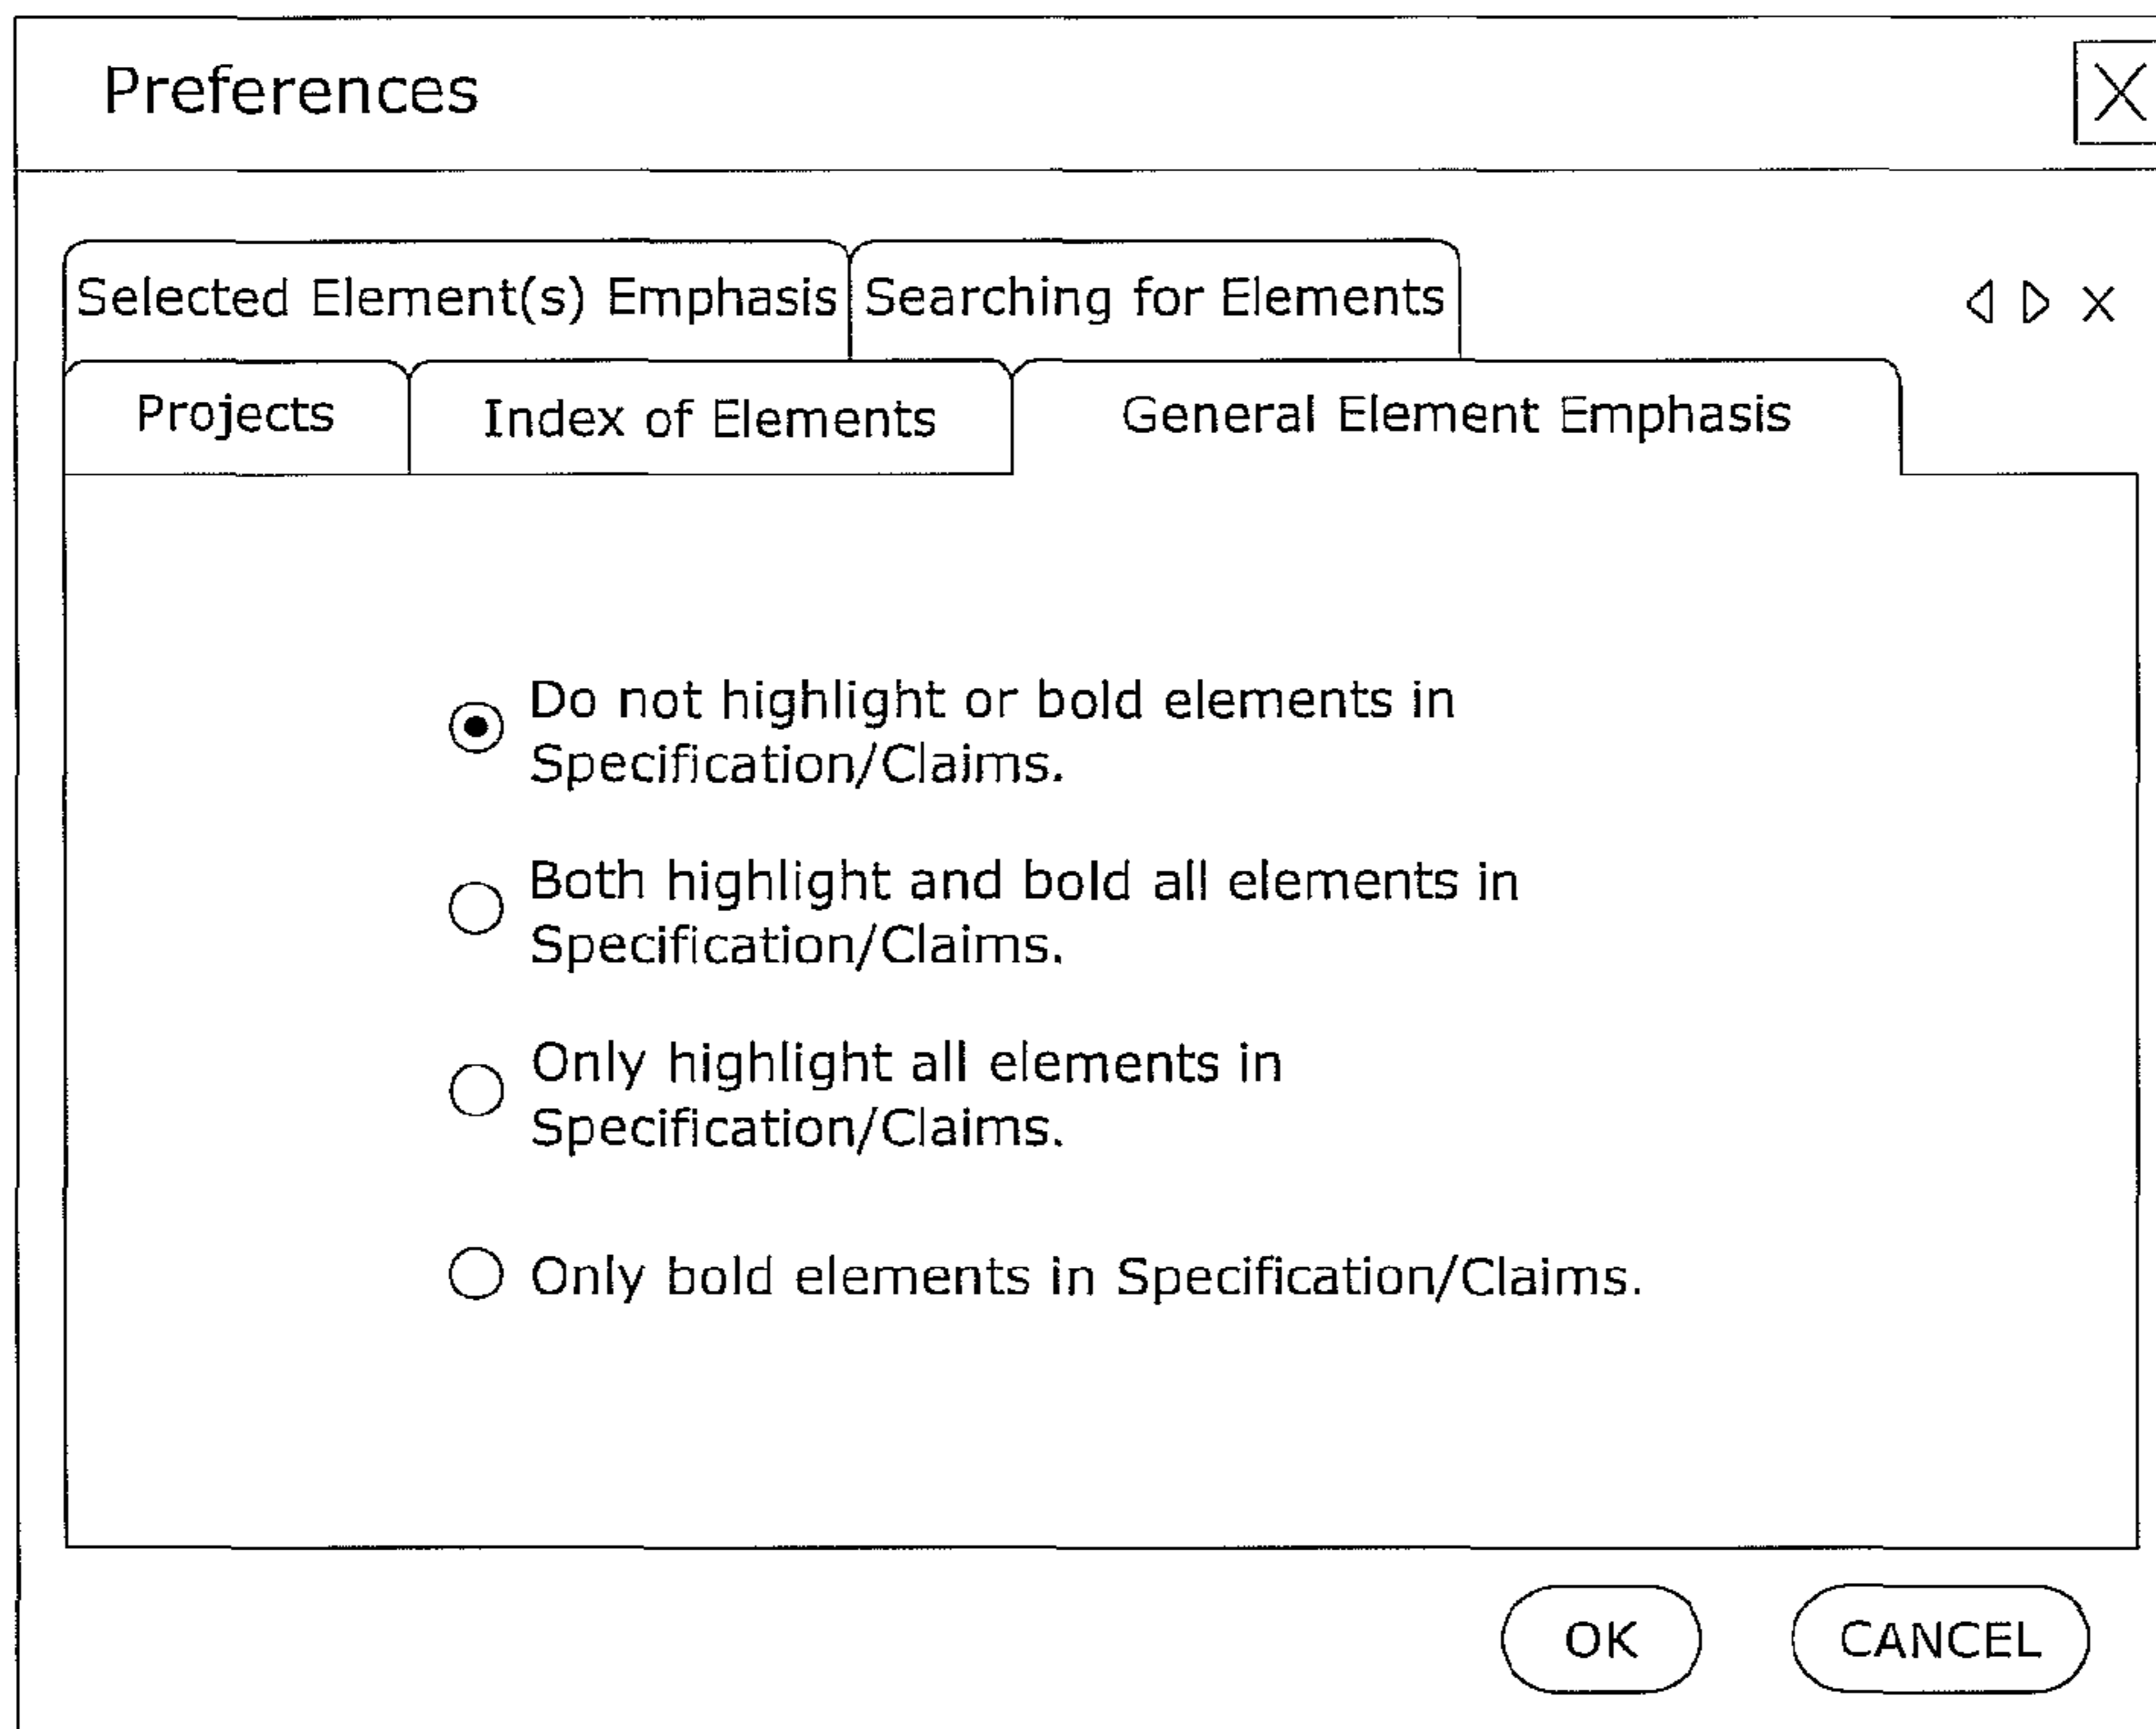 Preferences
X
Selected Element(s) Emphasis Searching for Elements
Projects Index of Elements General Element Emphasis
Do not highlight or bold elements in
Specification/Claims.
Both highlight and bold all elements in
Specification/Claims.
Only highlight all elements in
Specification/Claims.
Only bold elements in Specification/Claims.
OK CANCEL